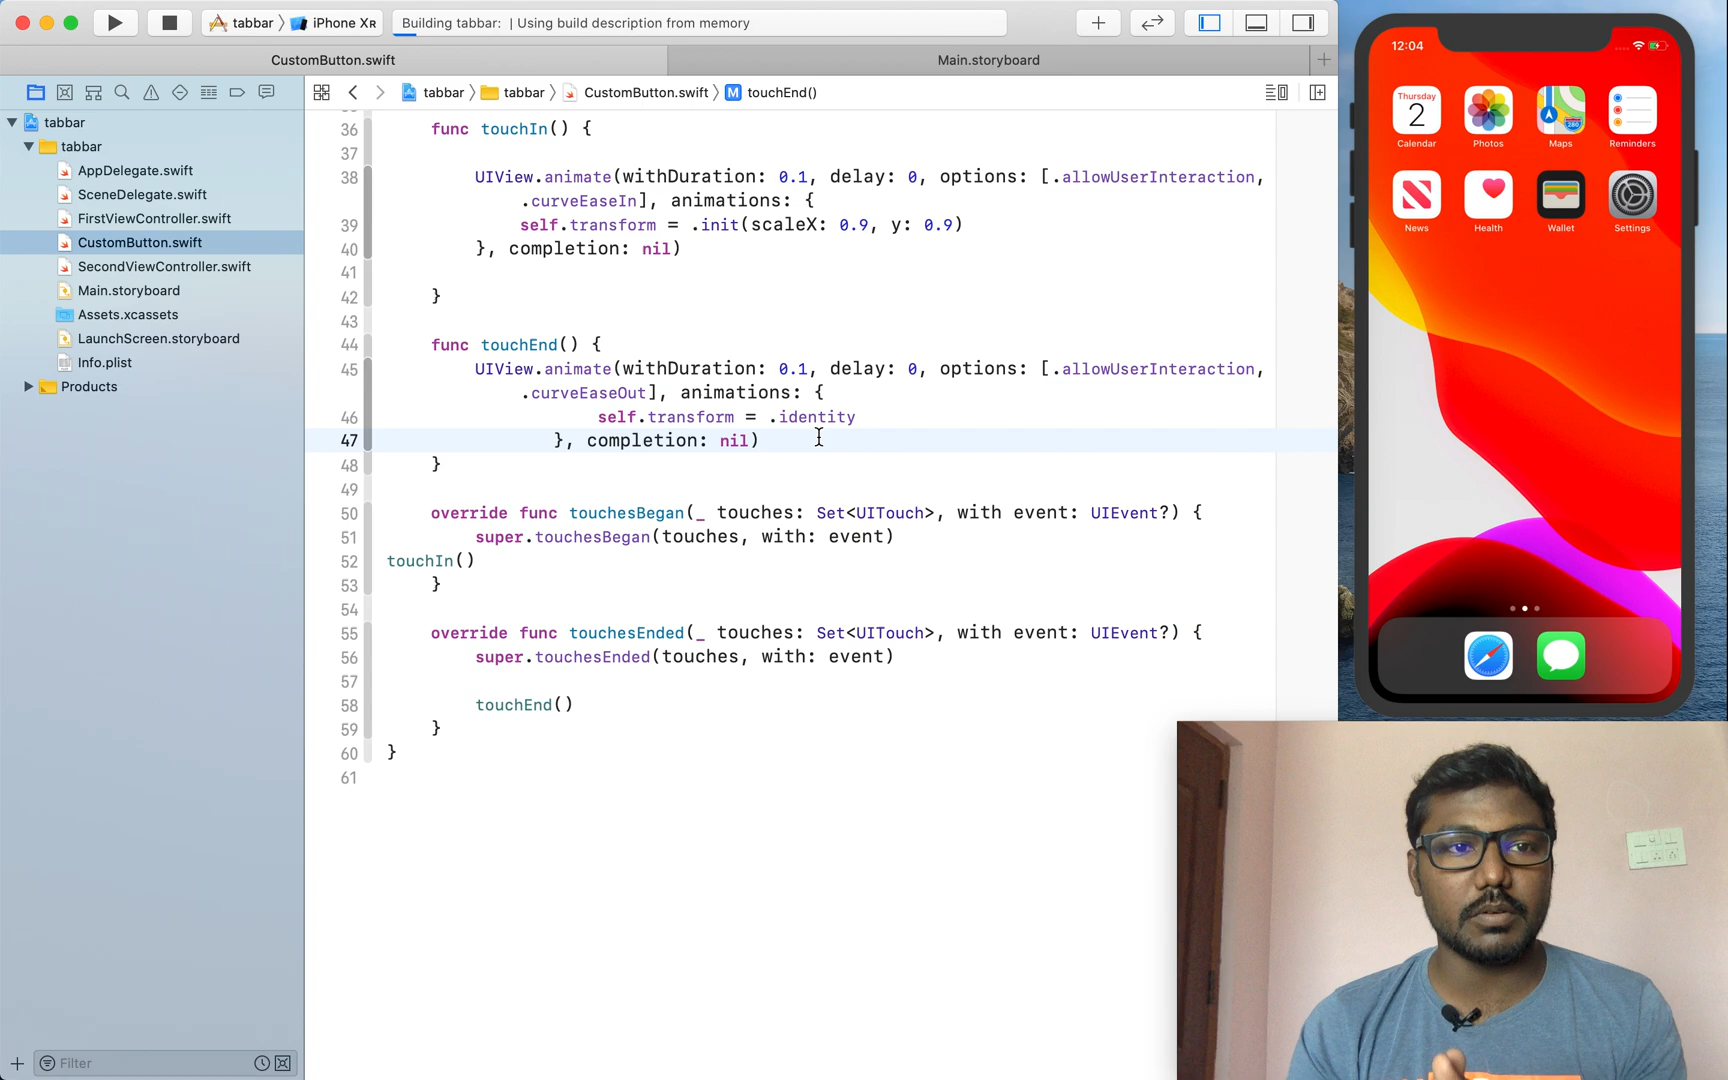 tabbar iPhone XR Building tabbar: | Using build description from memory
CustomButton.swift Main.storyboard
tabbar tabbar CustomButton.swift M touchEnd()
tabbar
tabbar
AppDelegate.swift
SceneDelegate.swift
FirstViewController.swift
CustomButton.swift
SecondViewController.swift
Main.storyboard
Assets.xcassets
LaunchScreen.storyboard
Info.plist
Products
Filter
36 func touchIn() {
37
38 UIView.animate(withDuration: 0.1, delay: 0, options: [.allowUserInteraction,
.curveEaseIn], animations: {
39 self.transform = .init(scaleX: 0.9, y: 0.9)
40 }, completion: nil)
41
42 }
43
44 func touchEnd() {
45 UIView.animate(withDuration: 0.1, delay: 0, options: [.allowUserInteraction,
.curveEaseOut], animations: {
46 self.transform = .identity
47 }, completion: nil)
48 }
49
50 override func touchesBegan(_ touches: Set<UITouch>, with event: UIEvent?) {
51 super.touchesBegan(touches, with: event)
52 touchIn()
53 }
54
55 override func touchesEnded(_ touches: Set<UITouch>, with event: UIEvent?) {
56 super.touchesEnded(touches, with: event)
57
58 touchEnd()
59 }
60 }
61
12:04
Thursday
2
280
Calendar Photos Maps Reminders
News Health Wallet Settings